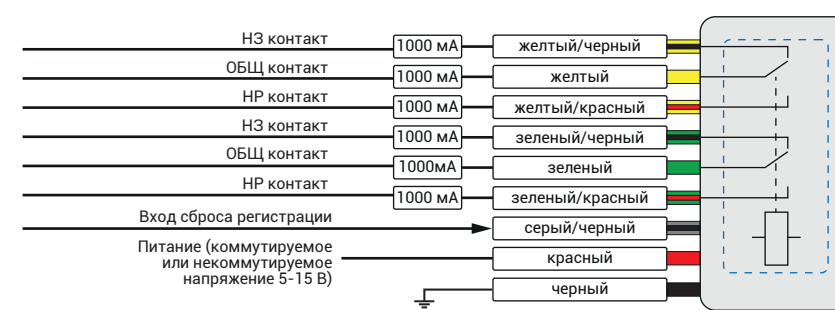 НЗ контакт 1000 мА желтый/черный
ОБЩ контакт 1000 мА желтый
НР контакт 1000 мА желтый/красный
НЗ контакт 1000 мА зеленый/черный
ОБЩ контакт 1000мА зеленый
НР контакт 1000 мА зеленый/красный
Вход сброса регистрации серый/черный
Питание (коммутируемое
или некоммутируемое
напряжение 5-15 В)
красный
черный